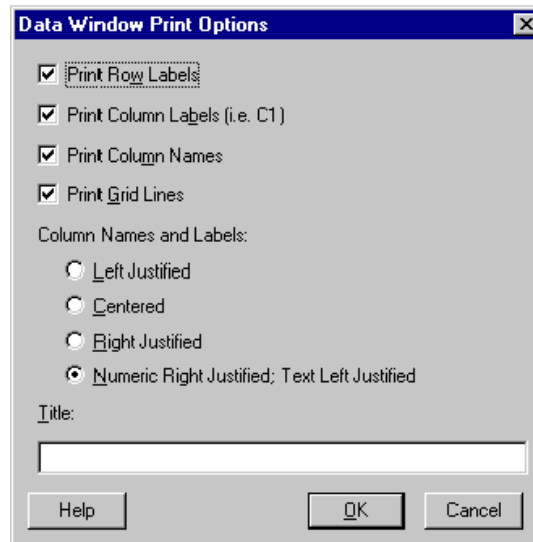 Data Window Print Options
Print Row Labels
Print Column Labels (i.e. C1)
Print Column Names
Print Grid Lines
Column Names and Labels:
Left Justified
Centered
Right Justified
Numeric Right Justified; Text Left Justified
Title:
Help OK Cancel